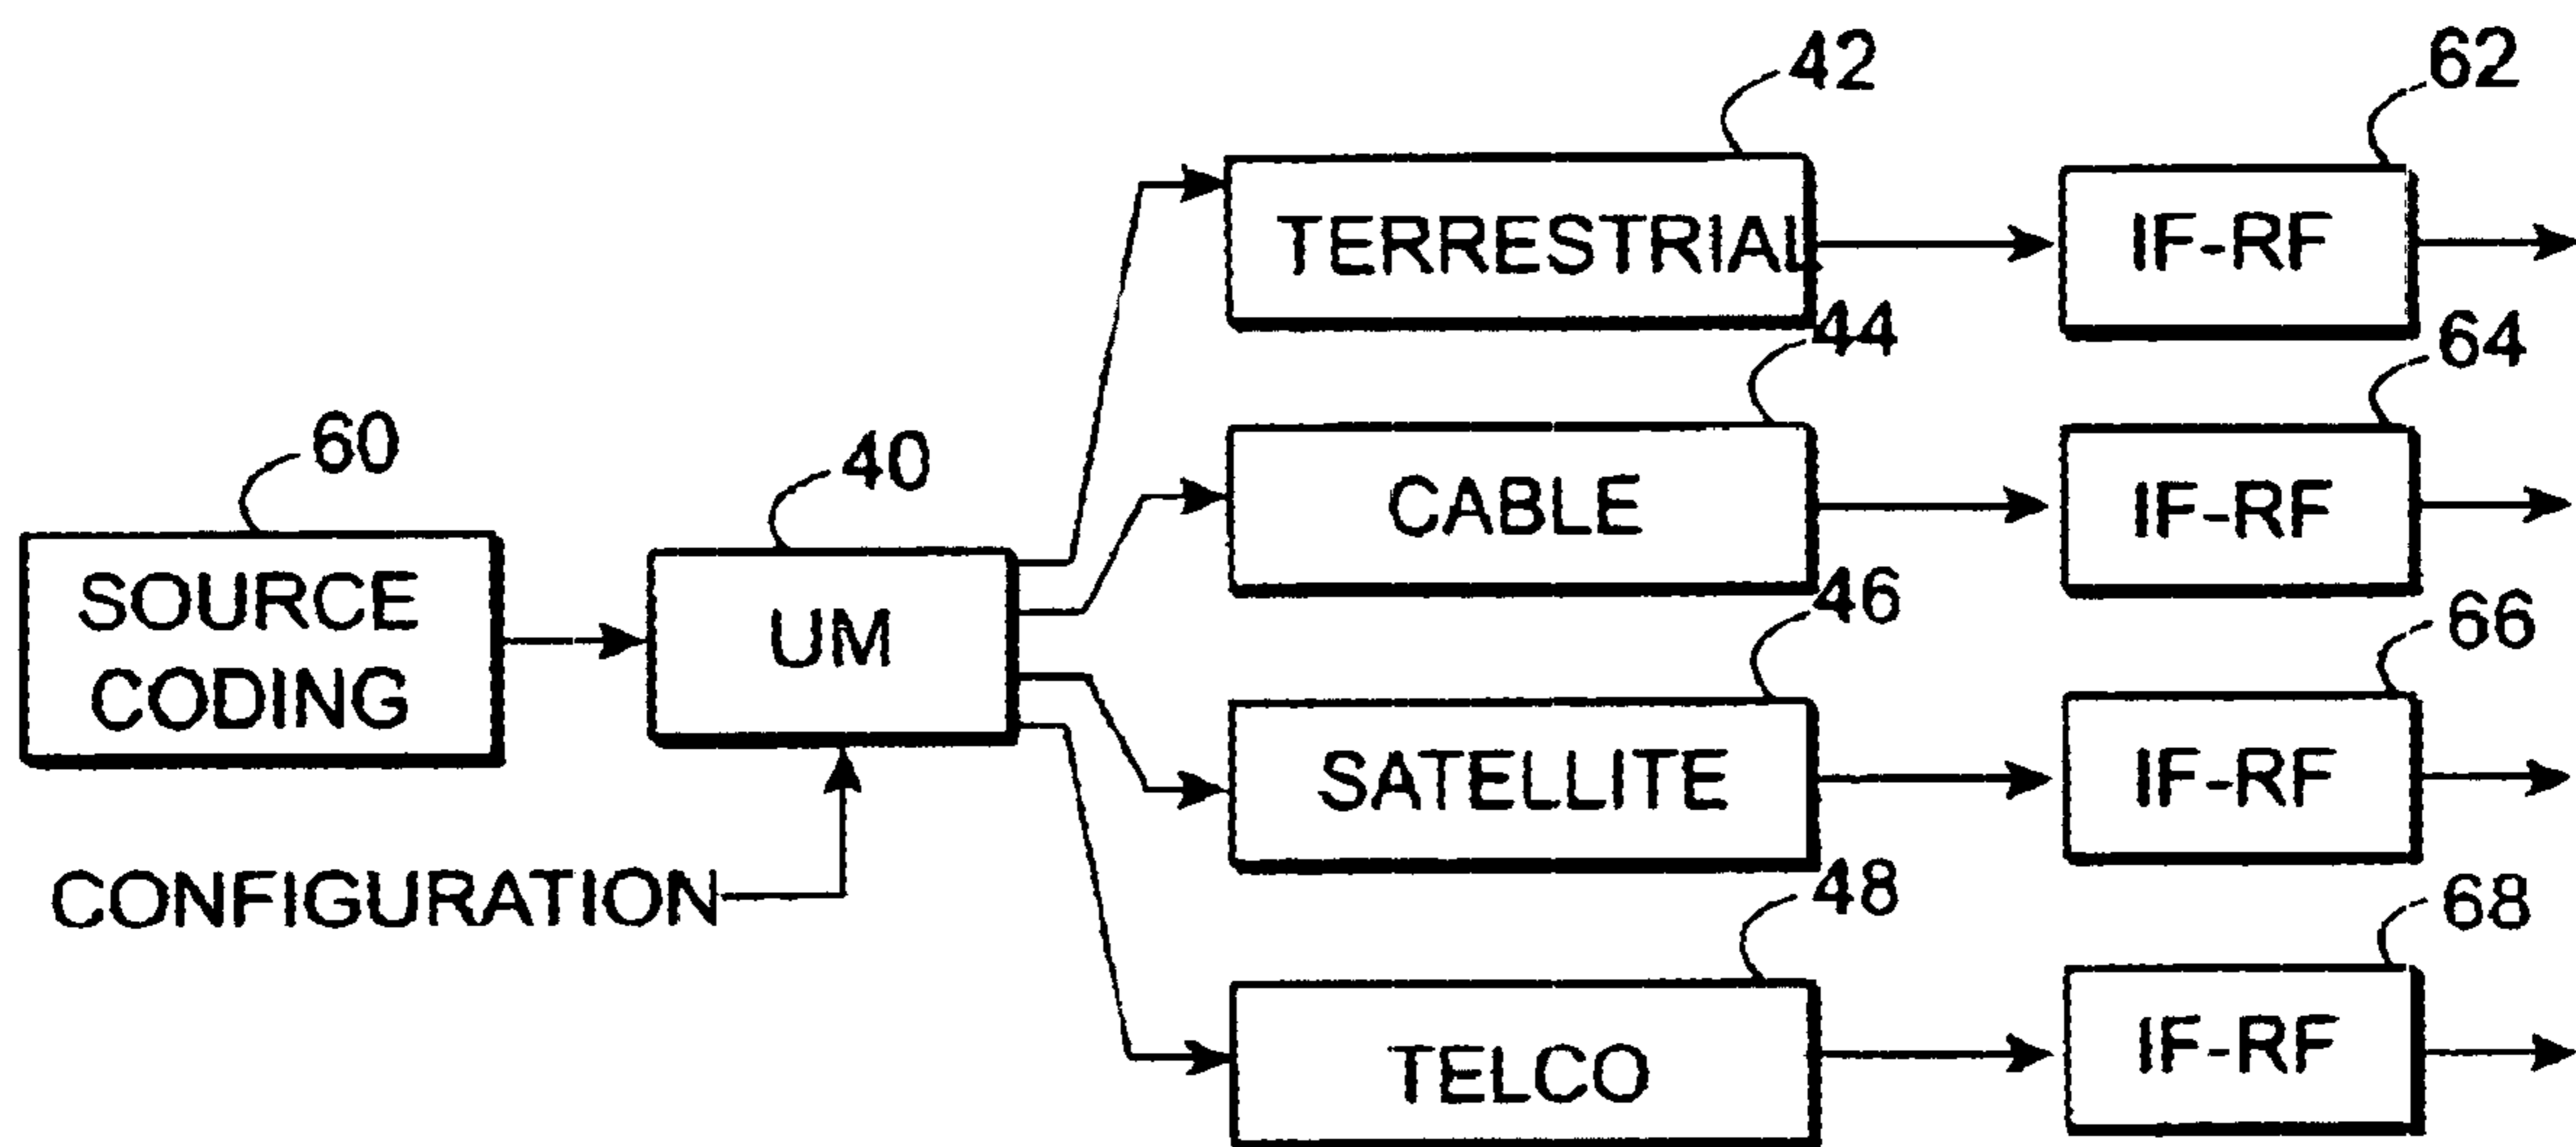 42
62
TERRESTRIAL
IF-RF
44
64
60
40
CABLE
IF-RF
SOURCE
CODING
UM
46
66
SATELLITE
IF-RF
CONFIGURATION
48
68
TELCO
IF-RF